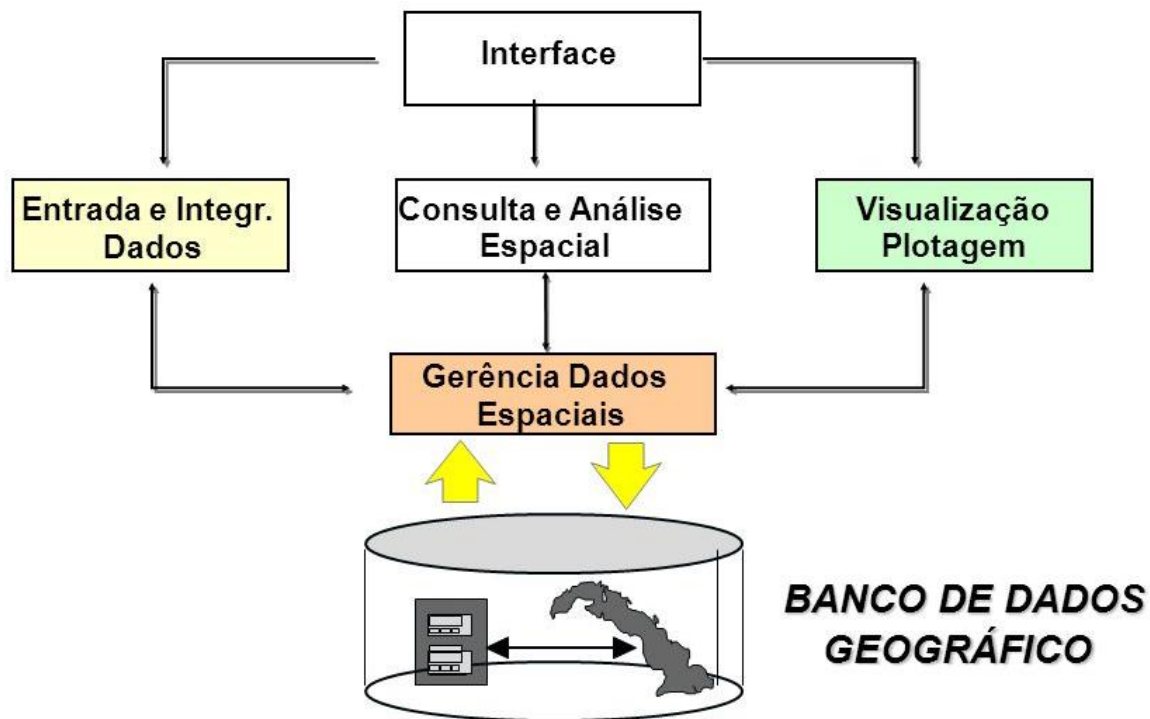 Interface
Entrada e Integr.
Dados
Consulta e Análise
Espacial
Visualização
Plotagem
Gerência Dados
Espaciais
BANCO DE DADOS
GEOGRÁFICO